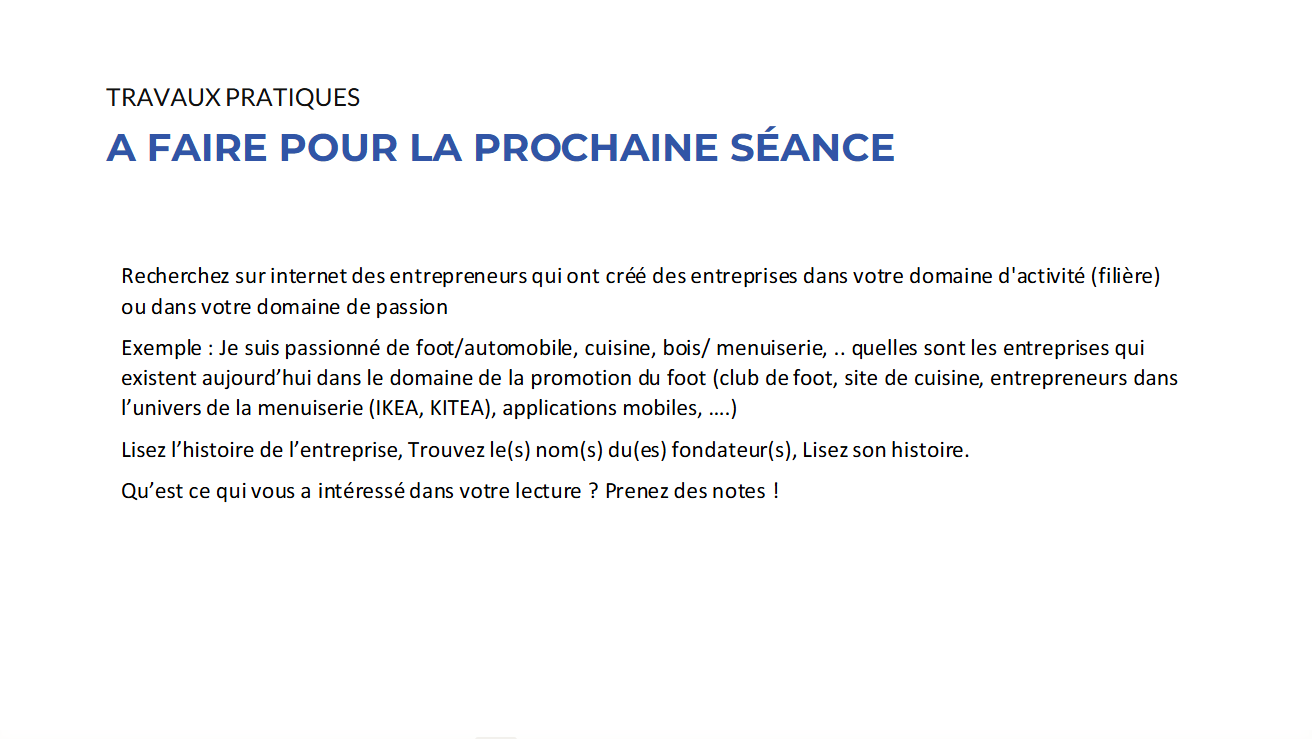 TRAVAUX PRATIQUES
A FAIRE POUR LA PROCHAINE SÉANCE
Recherchez sur internet des entrepreneurs qui ont créé des entreprises dans votre domaine d'activité (filière)
ou dans votre domaine de passion
Exemple : Je suis passionné de foot/automobile, cuisine, bois/ menuiserie, .. quelles sont les entreprises qui
existent aujourd’hui dans le domaine de la promotion du foot (club de foot, site de cuisine, entrepreneurs dans
l’univers de la menuiserie (IKEA, KITEA), applications mobiles, ….)
Lisez l’histoire de l’entreprise, Trouvez le(s) nom(s) du(es) fondateur(s), Lisez son histoire.
Qu’est ce qui vous a intéressé dans votre lecture ? Prenez des notes !